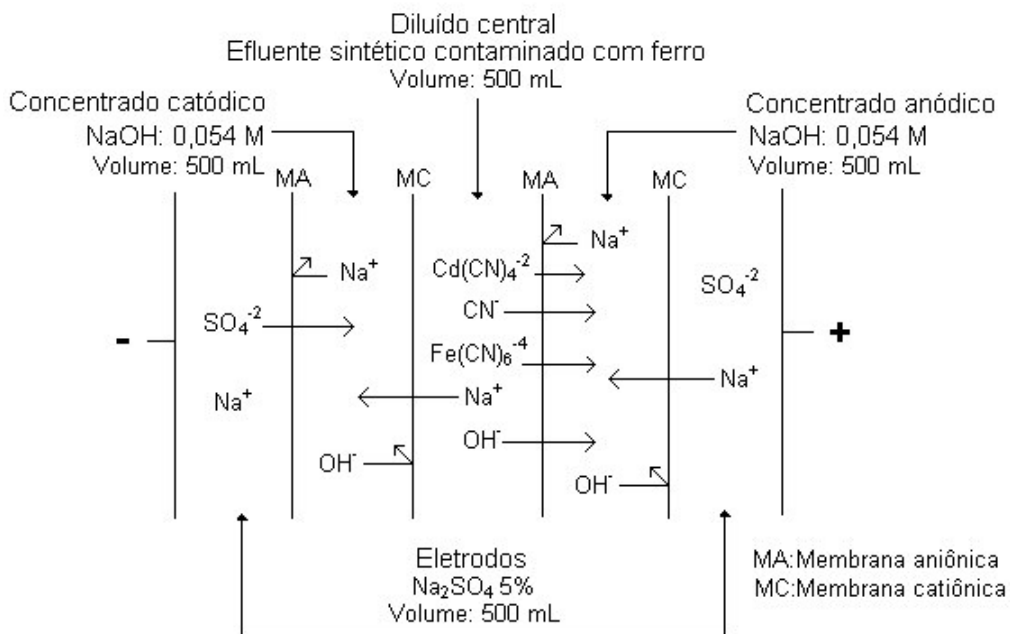 Diluído central
Efluente sintético contaminado com ferro
Volume: 500 mL
Concentrado catódico
NaOH: 0,054 M
Volume: 500 mL
Concentrado anódico
NaOH: 0,054 M
Volume: 500 mL
MA
MC
MA
MC
Na⁺
Na⁺
Cd(CN)₄⁻²
SO₄⁻²
CN⁻
SO₄⁻²
Fe(CN)₆⁻⁴
-
+
Na⁺
Na⁺
Na⁺
OH⁻
OH⁻
OH⁻
Eletrodos
Na₂SO₄ 5%
Volume: 500 mL
MA:Membrana aniônica
MC:Membrana catiônica